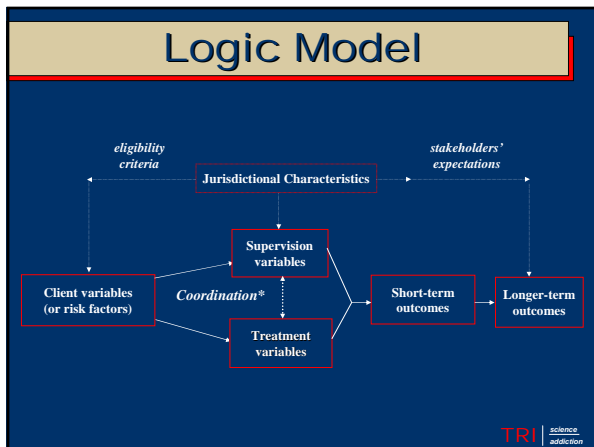 Logic Model
eligibility
criteria
stakeholders’
expectations
Jurisdictional Characteristics
Supervision
variables
Client variables
(or risk factors)
Coordination*
Short-term
outcomes
Longer-term
outcomes
Treatment
variables
TRI science
addiction